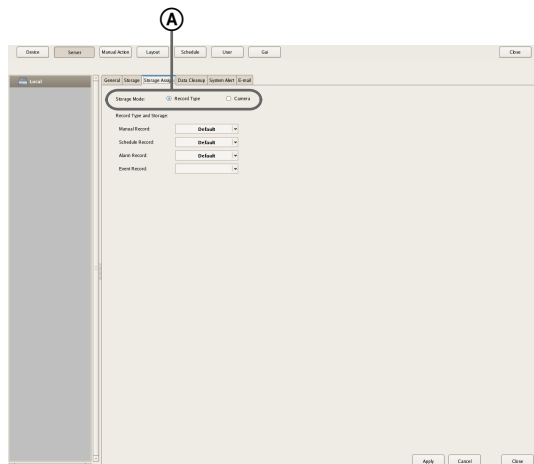 A
Device Server Manual Action Layout Schedule User Gui Close
Local
General Storage Storage Assign Data Cleanup System Alert E-mail
Storage Mode: Record Type Camera
Record Type and Storage:
Manual Record: Default
Schedule Record: Default
Alarm Record: Default
Event Record:
Apply Cancel Close